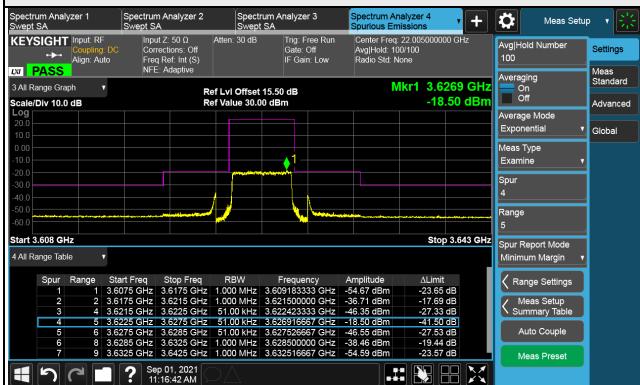 Spectrum Analyzer 1
Swept SA
Spectrum Analyzer 2
Swept SA
Spectrum Analyzer 3
Swept SA
Spectrum Analyzer 4
Spurious Emissions
Meas Setup
KEYSIGHT
Input: RF
Coupling: DC
Align: Auto
Input Z: 50 Ω
Corrections: Off
Freq Ref: Int (S)
NFE: Adaptive
Atten: 30 dB
Trig: Free Run
Gate: Off
IF Gain: Low
Center Freq: 22.005000000 GHz
Avg|Hold: 100/100
Radio Std: None
LXI PASS
3 All Range Graph
Scale/Div 10.0 dB
Ref Lvl Offset 15.50 dB
Ref Value 30.00 dBm
Mkr1 3.6269 GHz
-18.50 dBm
Log
20.0
10.0
0.00
-10.0
-20.0
-30.0
-40.0
-50.0
-60.0
1
Start 3.608 GHz
Stop 3.643 GHz
4 All Range Table
Spur Range Start Freq Stop Freq RBW Frequency Amplitude ΔLimit
1 1 3.6075 GHz 3.6175 GHz 1.000 MHz 3.609183333 GHz -54.67 dBm -23.65 dB
2 2 3.6175 GHz 3.6215 GHz 1.000 MHz 3.621500000 GHz -36.71 dBm -17.69 dB
3 4 3.6215 GHz 3.6225 GHz 51.00 kHz 3.622423333 GHz -46.35 dBm -27.33 dB
4 5 3.6225 GHz 3.6275 GHz 51.00 kHz 3.626916667 GHz -18.50 dBm -41.50 dB
5 6 3.6275 GHz 3.6285 GHz 51.00 kHz 3.627526667 GHz -46.55 dBm -27.53 dB
6 8 3.6285 GHz 3.6325 GHz 1.000 MHz 3.628500000 GHz -38.46 dBm -19.44 dB
7 9 3.6325 GHz 3.6425 GHz 1.000 MHz 3.632516667 GHz -54.59 dBm -23.57 dB
Avg|Hold Number
100
Averaging
On
Off
Average Mode
Exponential
Meas Type
Examine
Spur
4
Range
5
Spur Report Mode
Minimum Margin
Range Settings
Meas Setup
Summary Table
Auto Couple
Meas Preset
Settings
Meas
Standard
Advanced
Global
?
Sep 01, 2021
11:16:42 AM